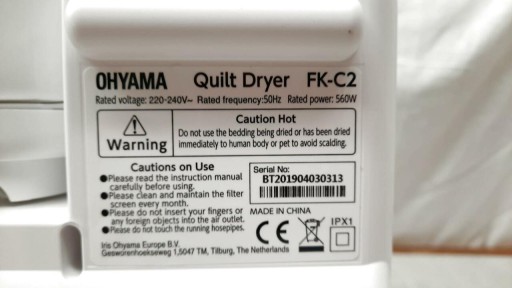 OHYAMA Quilt Dryer FK-C2
Rated voltage: 220-240V~ Rated frequency:50Hz Rated power: 560W
Warning
Caution Hot
Do not use the bedding being dried or has been dried
immediately to human body or pet to avoid scalding.
Cautions on Use
●Please read the instruction manual
carefully before using.
●Please clean and maintain the filter
screen every month.
●Please do not insert your fingers or
any foreign objects into the air outlet.
●Please do not touch the running hosepipes.
Serial No:
BT201904030313
MADE IN CHINA
CE
IPX1
Iris Ohyama Europe B.V.
Gesworenhoekseweg 1,5047 TM, Tilburg, The Netherlands